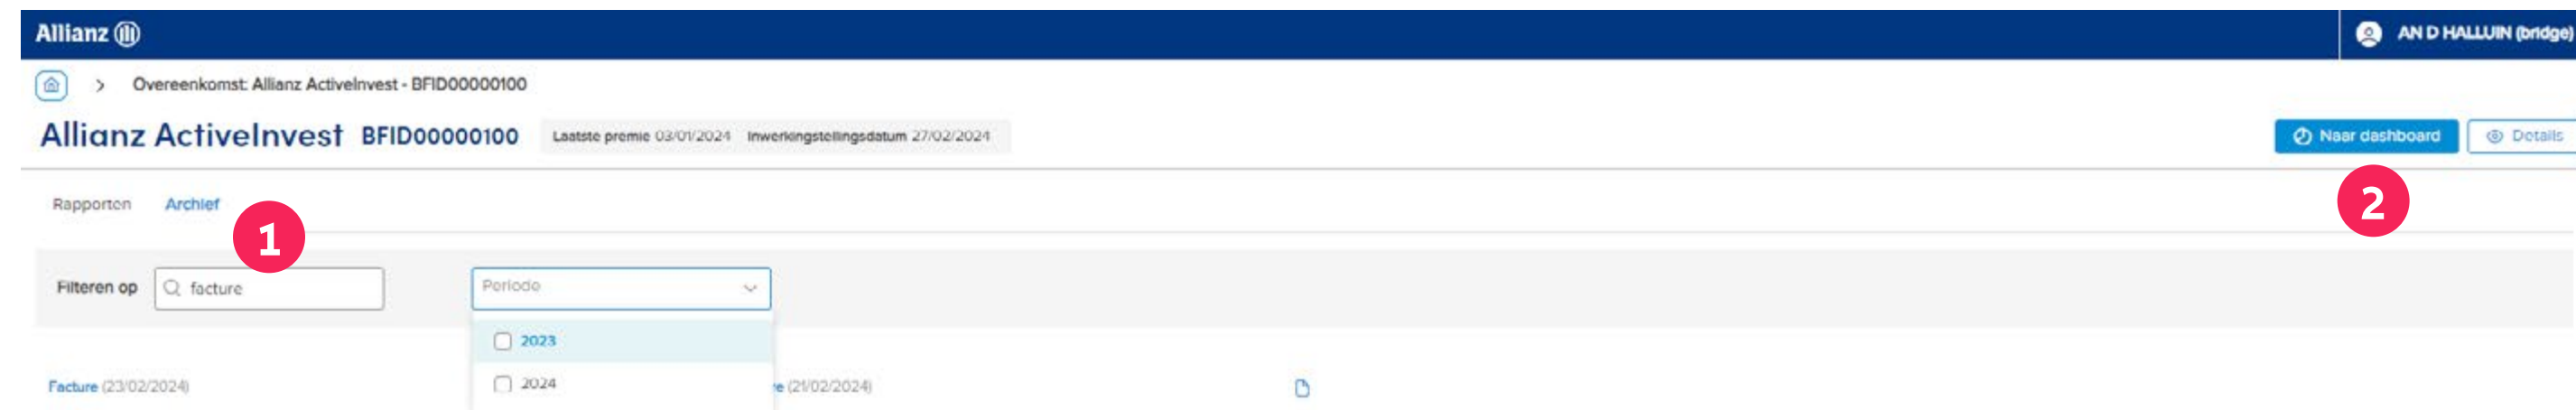 Allianz AN D HALLUIN (bridge)
> Overeenkomst: Allianz ActiveInvest - BFID00000100
Allianz ActiveInvest BFID00000100 Laatste premie 03/01/2024 Inwerkingstellingsdatum 27/02/2024 Naar dashboard Details
Rapporten Archief
1
2
Filteren op facture Periode
2023
Facture (23/02/2024) 2024 re (21/02/2024)